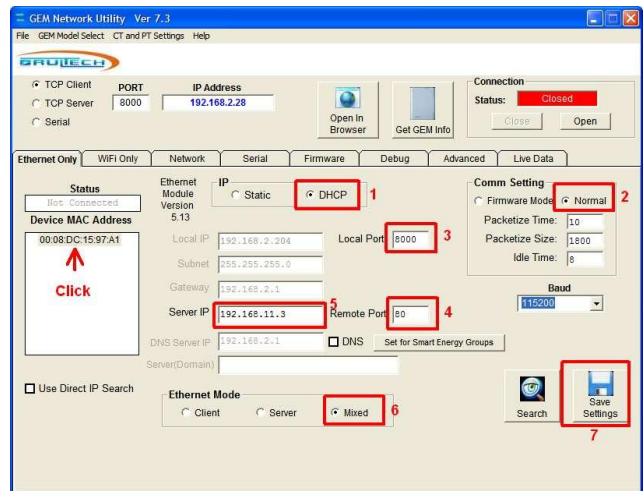 GEM Network Utility Ver 7.3
File GEM Model Select CT and PT Settings Help
BRULTECH
TCP Client PORT IP Address
TCP Server 8000 192.168.2.28
Serial
Open In Browser
Get GEM Info
Connection
Status: Closed
Close Open
Ethernet Only WiFi Only Network Serial Firmware Debug Advanced Live Data
Status
Not Connected
Device MAC Address
00:08:DC:15:97:A1
Click
Use Direct IP Search
Ethernet
Module
Version
5.13
IP
Static DHCP 1
Local IP 192.168.2.204 Local Port 8000 3
Subnet 255.255.255.0
Gateway 192.168.2.1
Server IP 192.168.11.3 5 Remote Port 80 4
DNS Server IP 192.168.2.1 DNS Set for Smart Energy Groups
Server(Domain)
Ethernet Mode
Client Server Mixed 6
Comm Setting
Firmware Mode Normal 2
Packetize Time: 10
Packetize Size: 1800
Idle Time: 8
Baud
115200
Search
Save
Settings
7